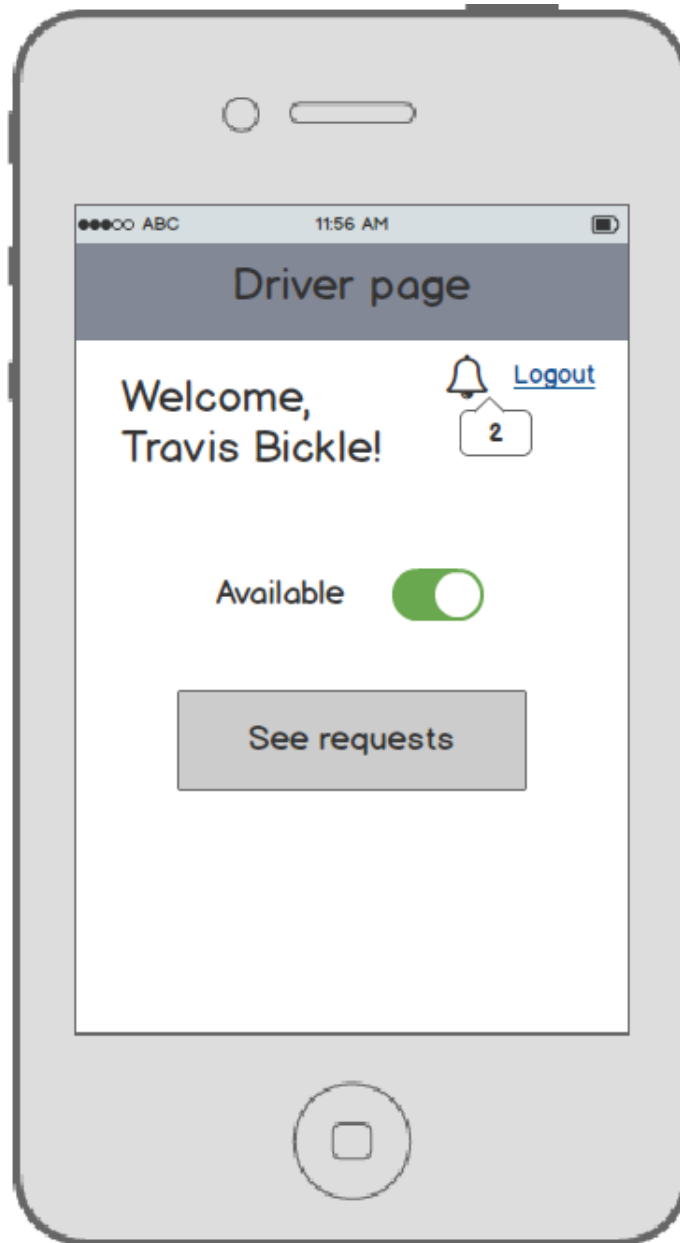 ABC 11:56 AM
Driver page
Welcome,
Travis Bickle!
Logout
2
Available
See requests